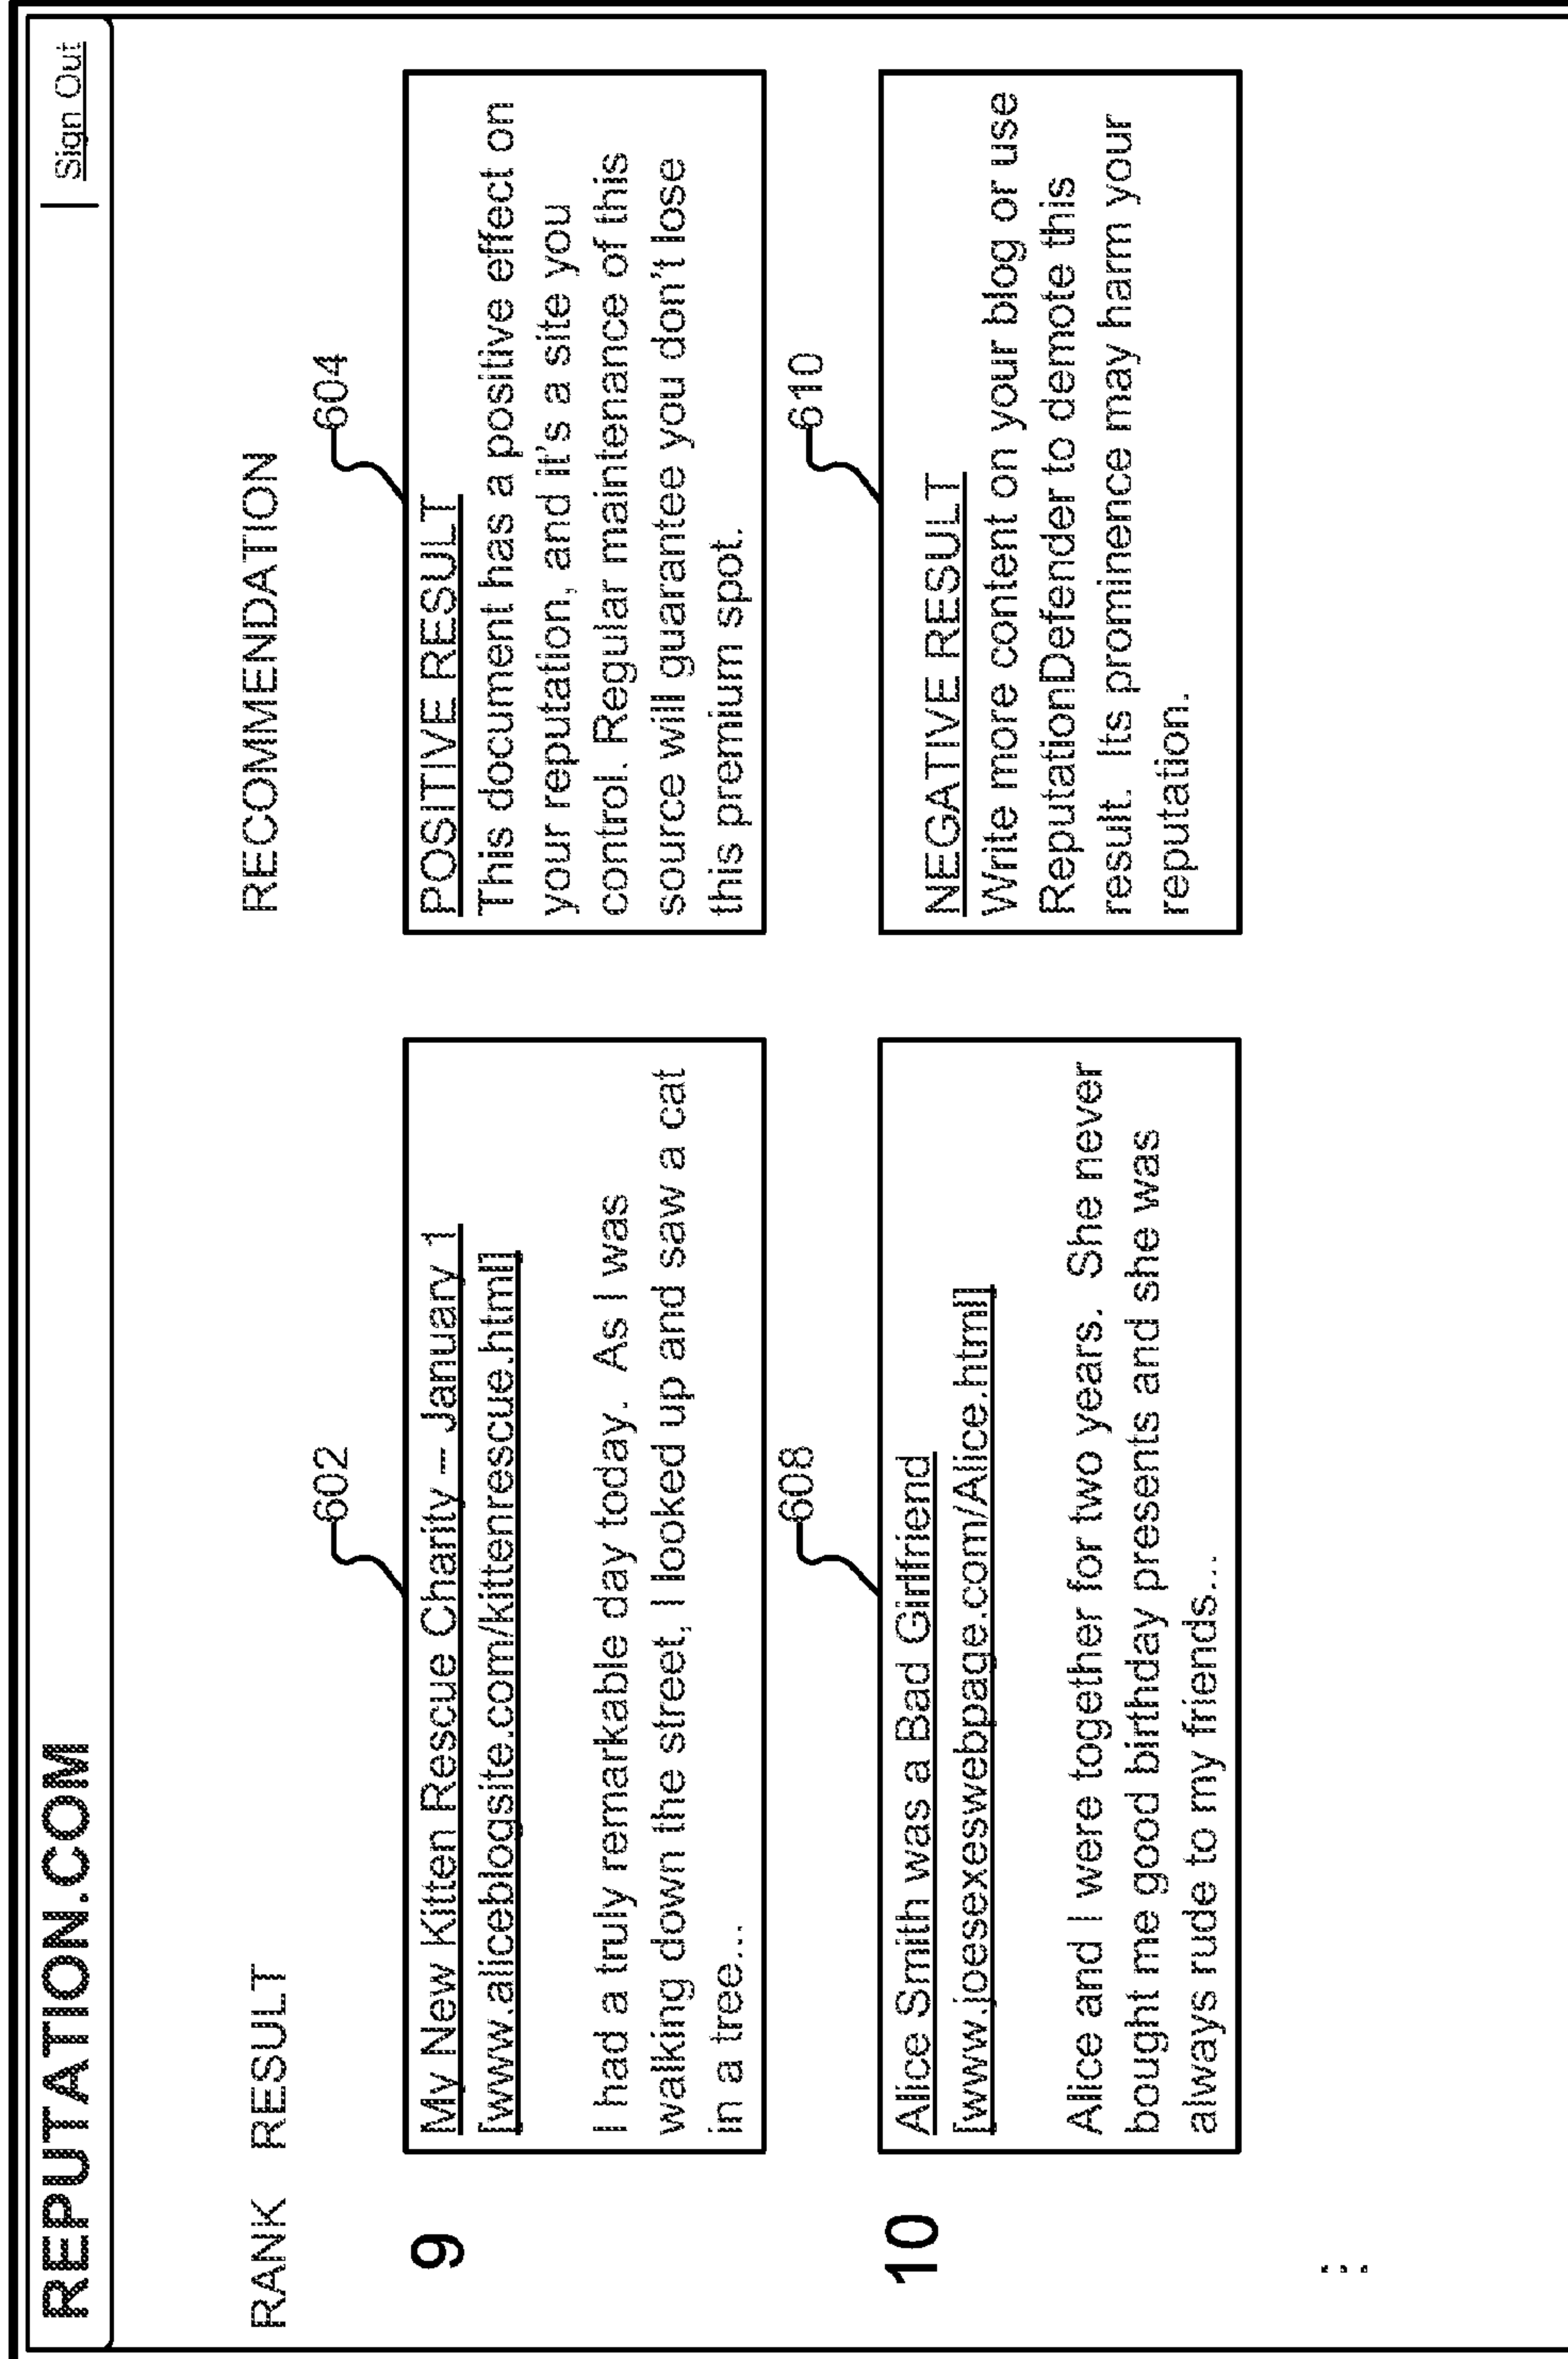 REPUTATION.COM
Sign Out
RANK RESULT
RECOMMENDATION
602
604
9
My New Kitten Rescue Charity – January 1
[www.aliceblogsite.com/kittenrescue.html]
I had a truly remarkable day today. As I was
walking down the street, I looked up and saw a cat
in a tree...
POSITIVE RESULT
This document has a positive effect on
your reputation, and it's a site you
control. Regular maintenance of this
source will guarantee you don't lose
this premium spot.
608
610
10
Alice Smith was a Bad Girlfriend
[www.joesexeswebpage.com/Alice.html]
Alice and I were together for two years. She never
bought me good birthday presents and she was
always rude to my friends...
NEGATIVE RESULT
Write more content on your blog or use
ReputationDefender to demote this
result. Its prominence may harm your
reputation.
...